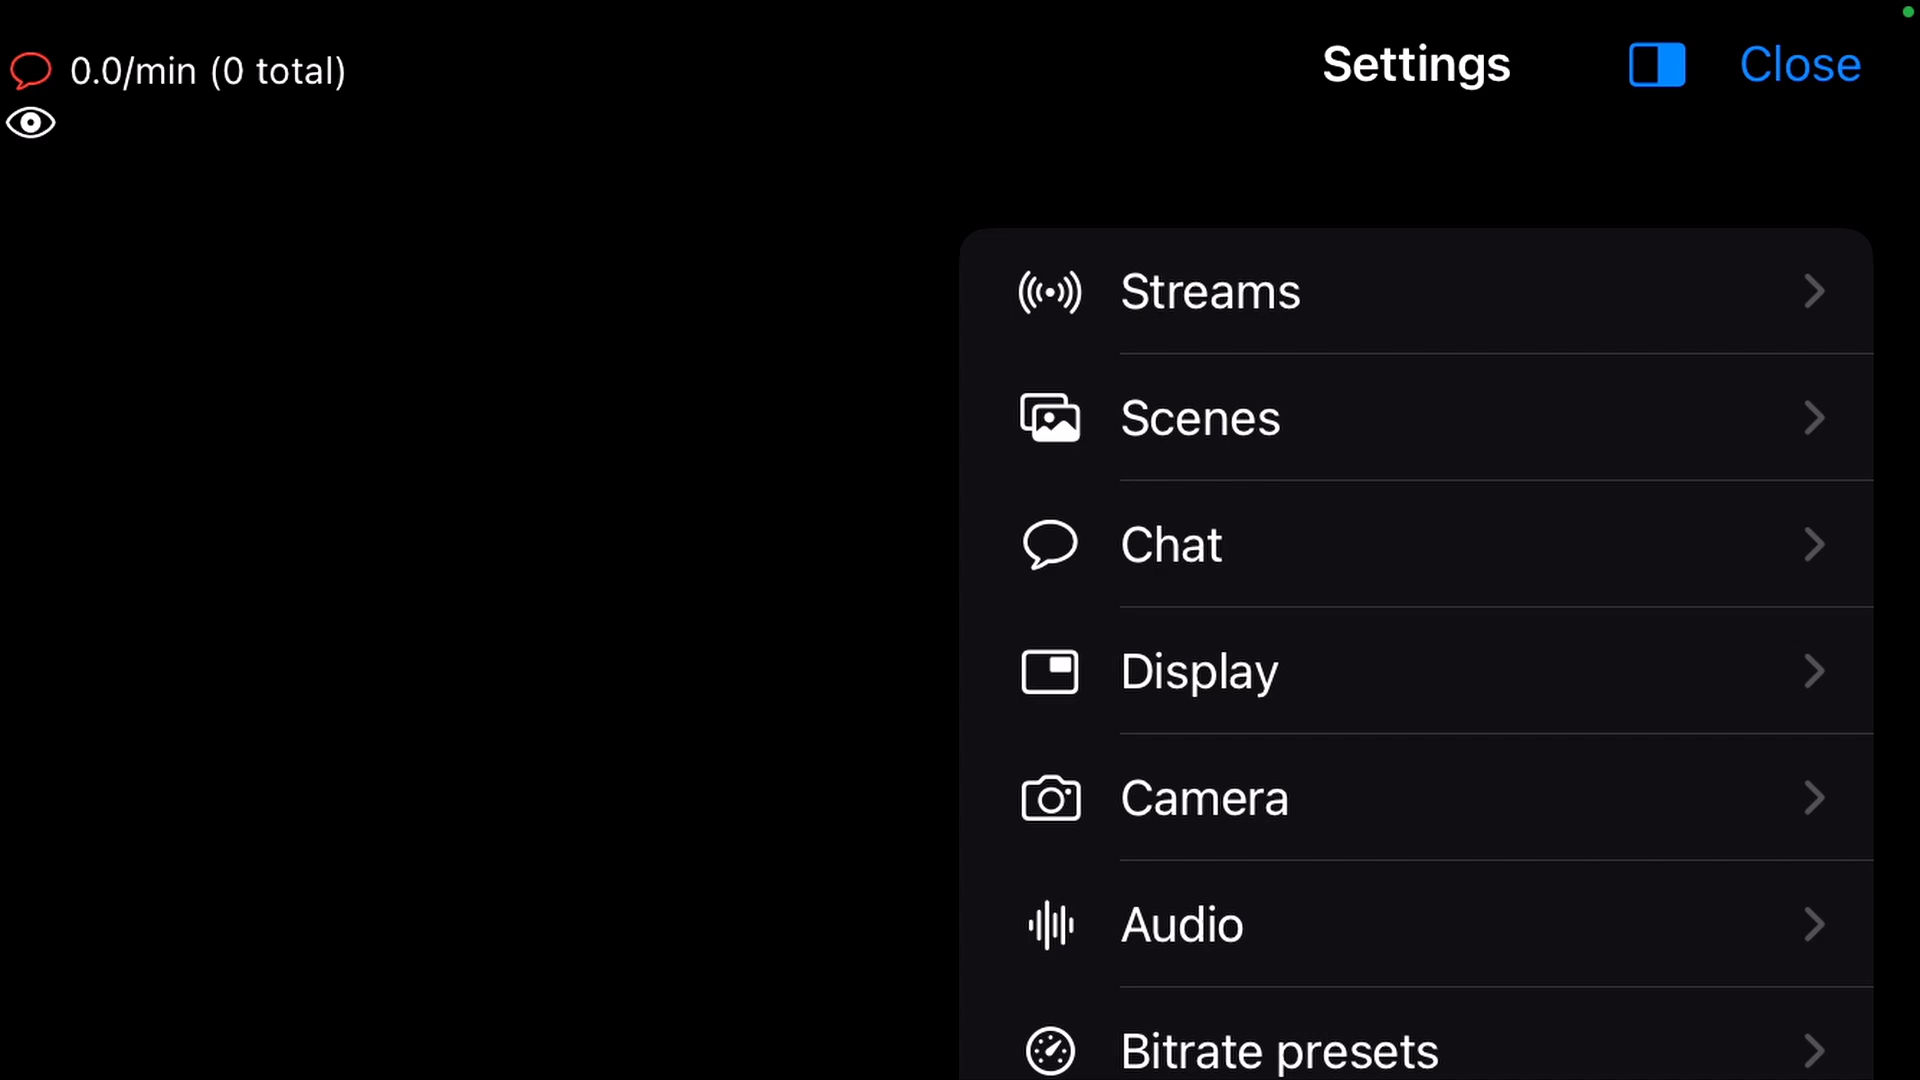 0.0/min (0 total)
Settings
Close
Streams
Scenes
Chat
Display
Camera
Audio
Bitrate presets